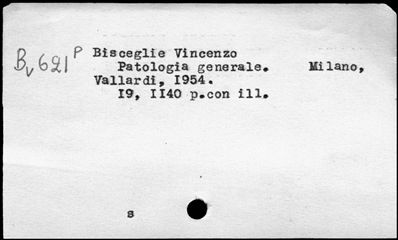 Bv 621 P
Bisceglie Vincenzo
Patologia generale. Milano,
Vallardi, 1954.
19, 1140 p.con ill.
s